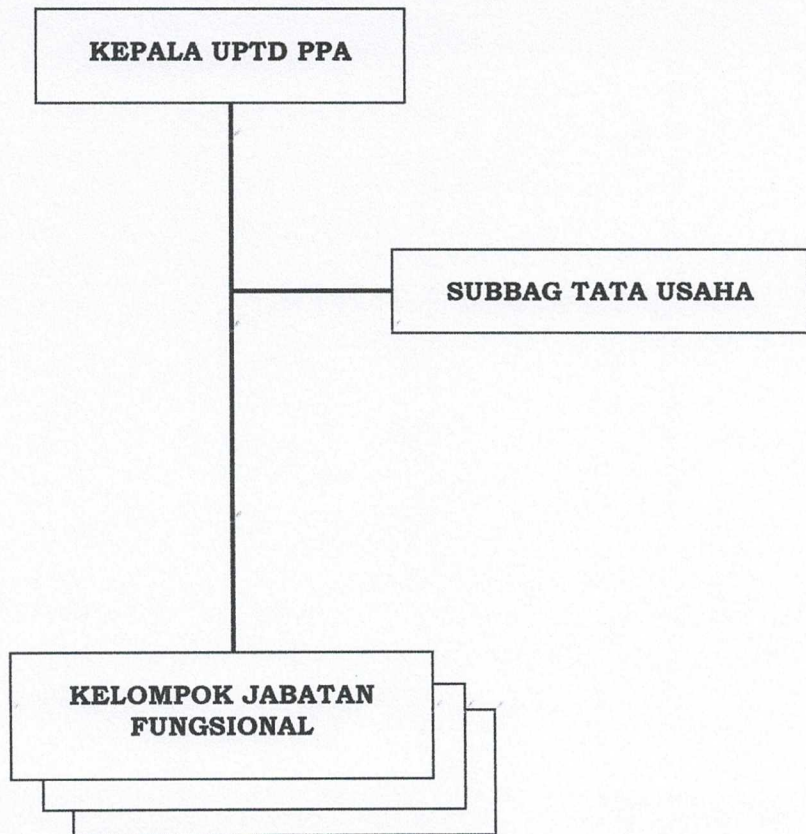 KEPALA UPTD PPA
SUBBAG TATA USAHA
KELOMPOK JABATAN
FUNGSIONAL